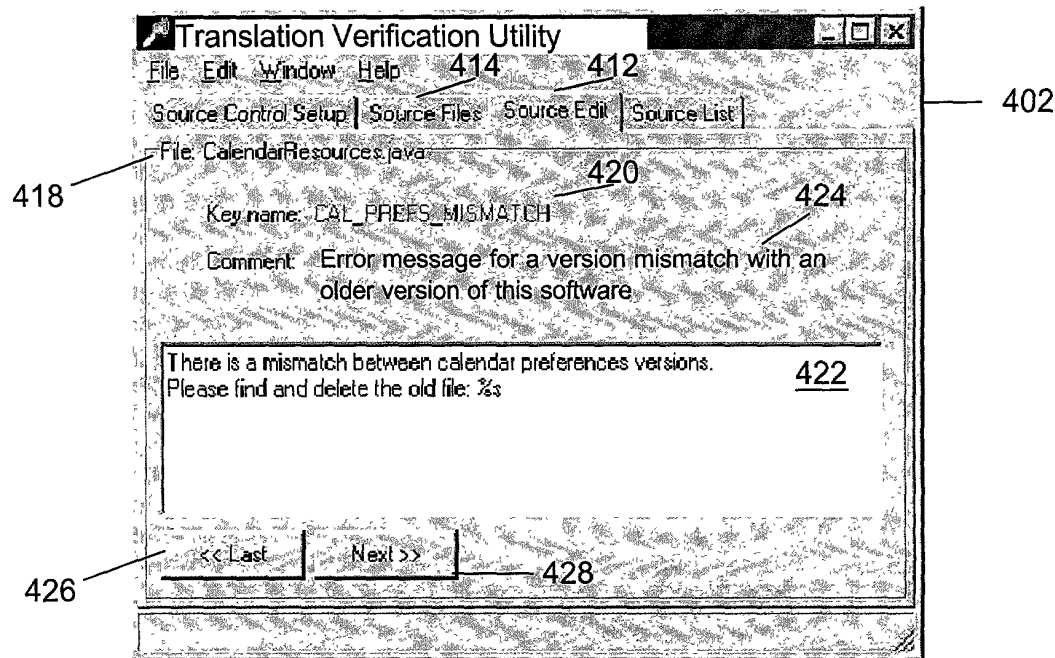 Translation Verification Utility
File Edit Window Help 414 412
402
Source Control Setup Source Files Source Edit Source List
File: CalendarResources.java
418
420
Key name: CAL_PREFS_MISMATCH
424
Comment: Error message for a version mismatch with an
older version of this software
There is a mismatch between calendar preferences versions.
Please find and delete the old file: %s
422
<< Last Next >>
426
428